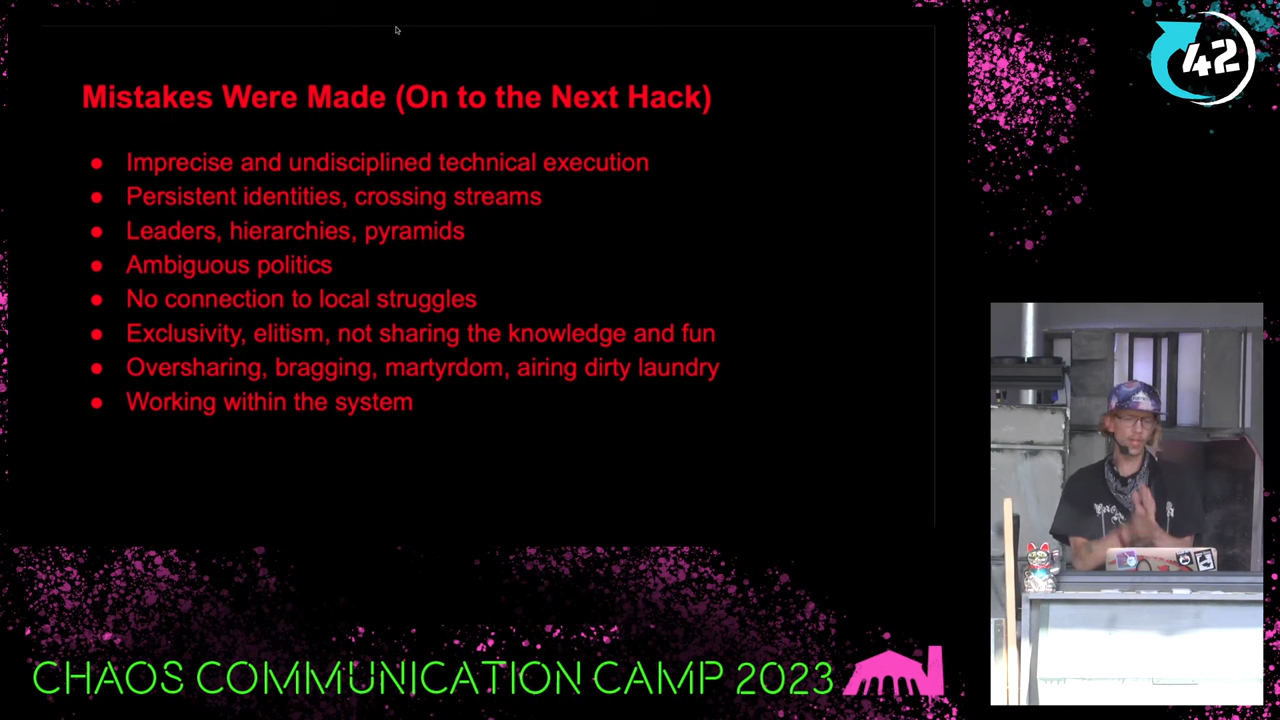 42
Mistakes Were Made (On to the Next Hack)
● Imprecise and undisciplined technical execution
● Persistent identities, crossing streams
● Leaders, hierarchies, pyramids
● Ambiguous politics
● No connection to local struggles
● Exclusivity, elitism, not sharing the knowledge and fun
● Oversharing, bragging, martyrdom, airing dirty laundry
● Working within the system
CHAOS COMMUNICATION CAMP 2023